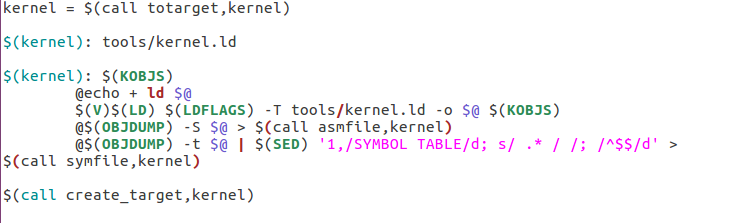 kernel = $(call totarget,kernel)
$(kernel): tools/kernel.ld
$(kernel): $(KOBJS)
@echo + ld $@
$(V)$(LD) $(LDFLAGS) -T tools/kernel.ld -o $@ $(KOBJS)
@$(OBJDUMP) -S $@ > $(call asmfile,kernel)
@$(OBJDUMP) -t $@ | $(SED) '1,/SYMBOL TABLE/d; s/ .* / /; /^$$/d' >
$(call symfile,kernel)
$(call create_target,kernel)